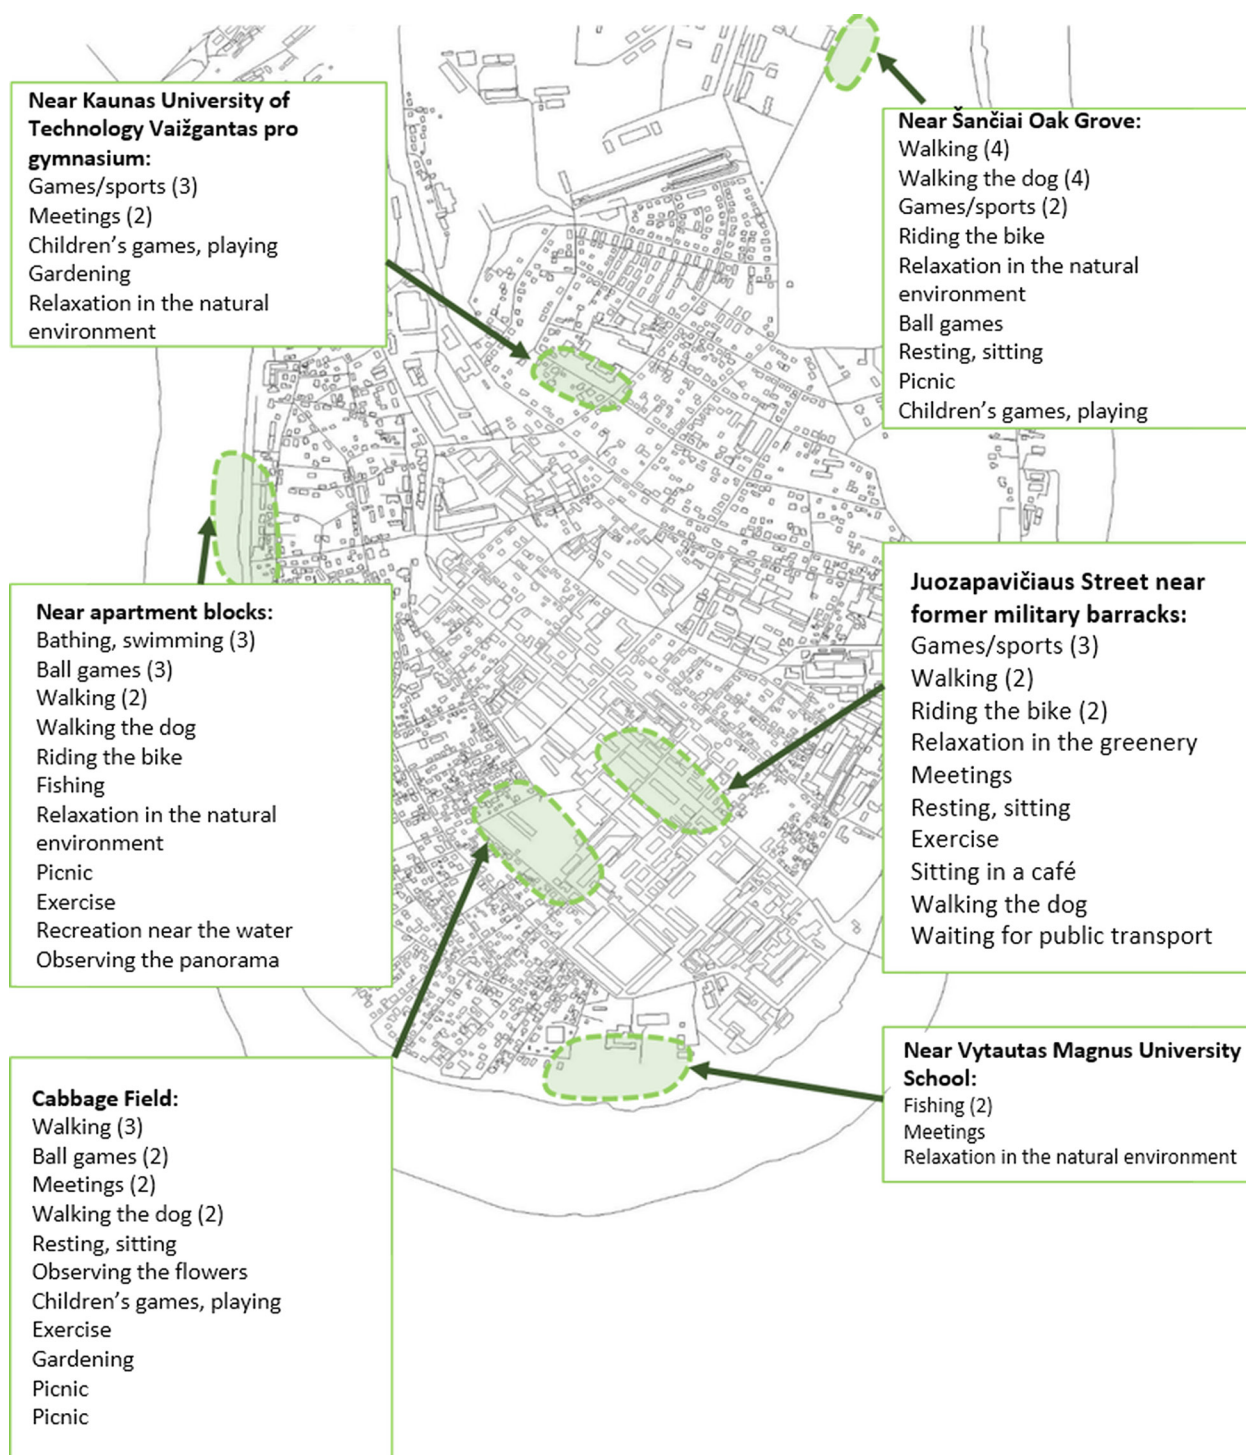 Near Kaunas University of
Technology Vaižgantas pro
gymnasium:
Games/sports (3)
Meetings (2)
Children's games, playing
Gardening
Relaxation in the natural
environment
Near Šančiai Oak Grove:
Walking (4)
Walking the dog (4)
Games/sports (2)
Riding the bike
Relaxation in the natural
environment
Ball games
Resting, sitting
Picnic
Children's games, playing
Near apartment blocks:
Bathing, swimming (3)
Ball games (3)
Walking (2)
Walking the dog
Riding the bike
Fishing
Relaxation in the natural
environment
Picnic
Exercise
Recreation near the water
Observing the panorama
Juozapavičiaus Street near
former military barracks:
Games/sports (3)
Walking (2)
Riding the bike (2)
Relaxation in the greenery
Meetings
Resting, sitting
Exercise
Sitting in a café
Walking the dog
Waiting for public transport
Cabbage Field:
Walking (3)
Ball games (2)
Meetings (2)
Walking the dog (2)
Resting, sitting
Observing the flowers
Children's games, playing
Exercise
Gardening
Picnic
Picnic
Near Vytautas Magnus University
School:
Fishing (2)
Meetings
Relaxation in the natural environment